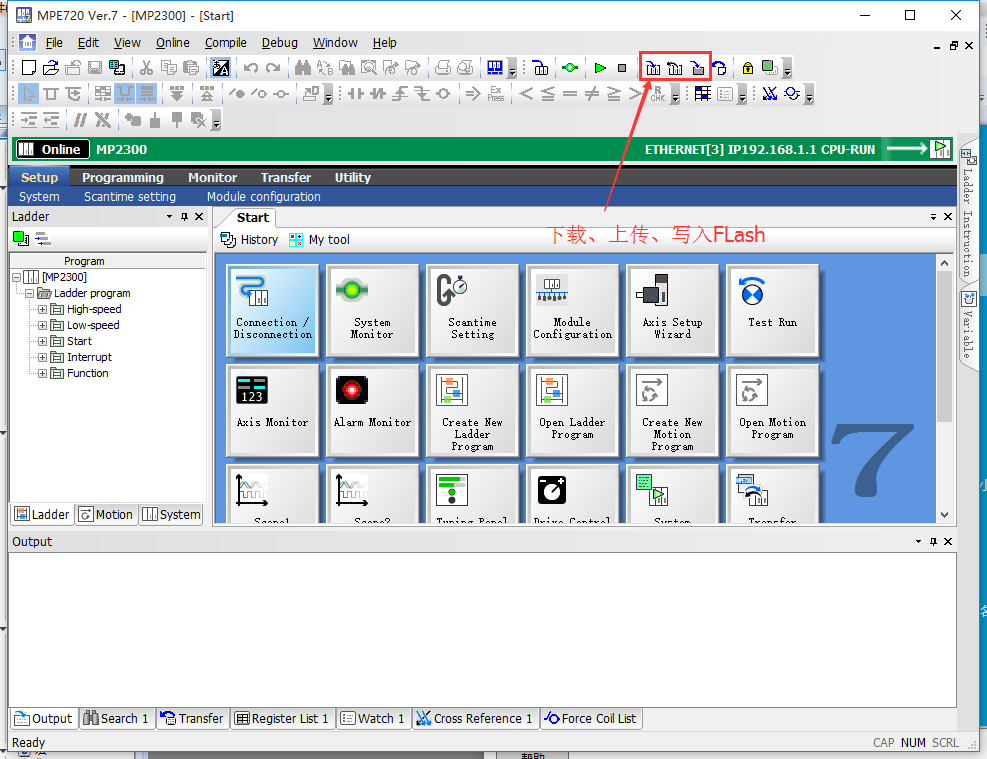 MPE720 Ver.7 - [MP2300] - [Start]
File Edit View Online Compile Debug Window Help
Online MP2300 ETHERNET[3] IP192.168.1.1 CPU-RUN
Setup Programming Monitor Transfer Utility
System Scantime setting Module configuration
Ladder
Start
History My tool
下载、上传、写入FLash
Program
[MP2300]
Ladder program
High-speed
Low-speed
Start
Interrupt
Function
Ladder Motion System
Connection / Disconnection
System Monitor
Scantime Setting
Module Configuration
Axis Setup Wizard
Test Run
123
Axis Monitor
Alarm Monitor
Create New Ladder Program
Open Ladder Program
Create New Motion Program
Open Motion Program
7
Scope1
Scope2
Tuning Panel
Drive Control
System
Transfer
Ladder Instruction
Variable
Output
Output Search 1 Transfer Register List 1 Watch 1 Cross Reference 1 Force Coil List
Ready CAP NUM SCRL
帮助